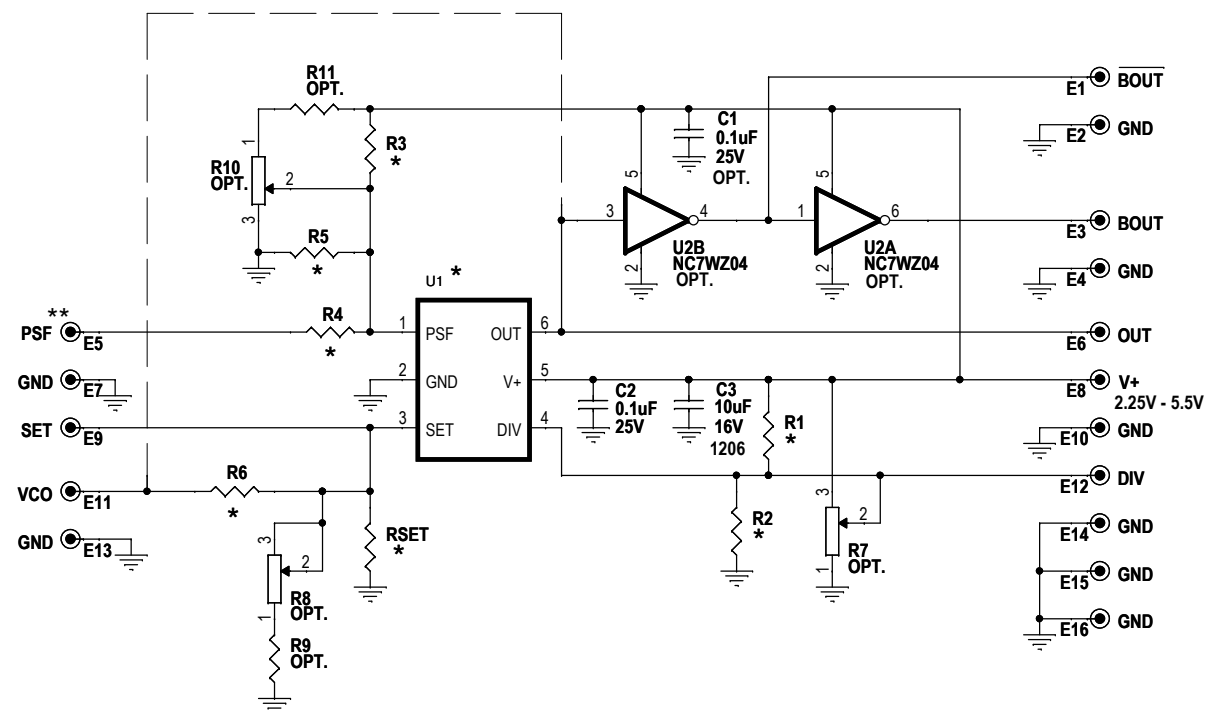 R11
OPT.
E1
BOUT
1
R3
*
C1
0.1uF
25V
OPT.
E2
GND
R10
OPT.
2
5
5
3
3
4
1
6
E3
BOUT
R5
*
U2B
NC7WZ04
OPT.
2
U2A
NC7WZ04
OPT.
2
E4
GND
U1 *
**
PSF
E5
R4
*
1
PSF
OUT
6
E6
OUT
GND
E7
2
GND
V+
5
E8
V+
2.25V - 5.5V
C2
0.1uF
25V
C3
10uF
16V
1206
R1
*
SET
E9
3
SET
DIV
4
E10
GND
VCO
E11
R6
*
E12
DIV
GND
E13
3
2
R8
OPT.
1
RSET
*
R2
*
3
2
R7
OPT.
1
E14
GND
E15
GND
R9
OPT.
E16
GND